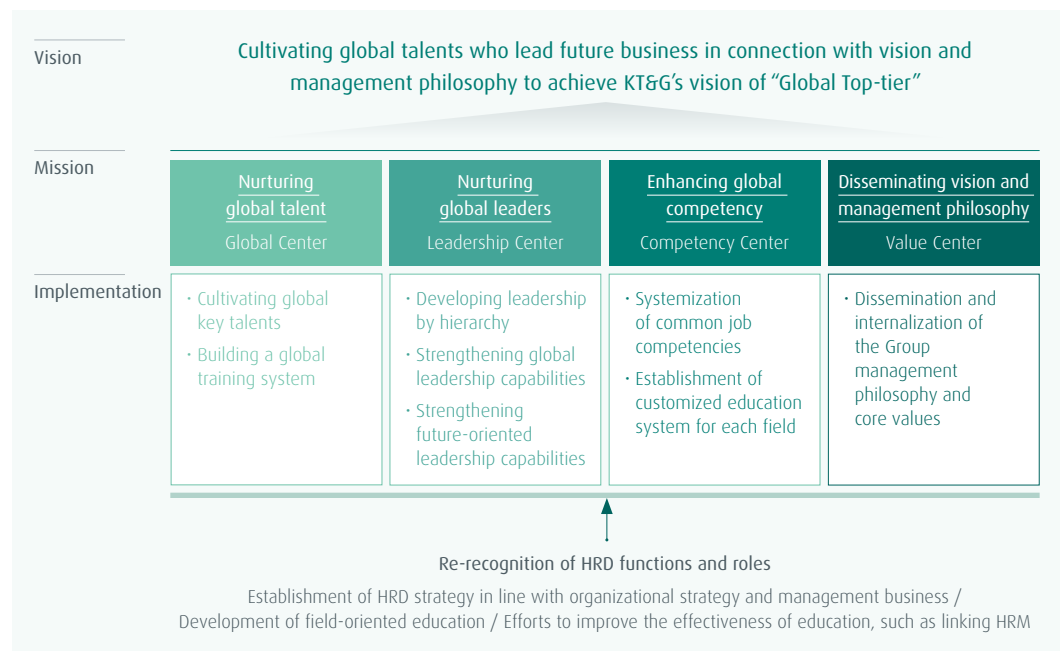 Vision
Cultivating global talents who lead future business in connection with vision and
management philosophy to achieve KT&G's vision of “Global Top-tier”
Mission
Nurturing
global talent
Global Center
Nurturing
global leaders
Leadership Center
Enhancing global
competency
Competency Center
Disseminating vision and
management philosophy
Value Center
Implementation
· Cultivating global
key talents
· Building a global
training system
· Developing leadership
by hierarchy
· Strengthening global
leadership capabilities
· Strengthening
future-oriented
leadership capabilities
· Systemization
of common job
competencies
· Establishment of
customized education
system for each field
· Dissemination and
internalization of
the Group
management
philosophy and
core values
Re-recognition of HRD functions and roles
Establishment of HRD strategy in line with organizational strategy and management business /
Development of field-oriented education / Efforts to improve the effectiveness of education, such as linking HRM